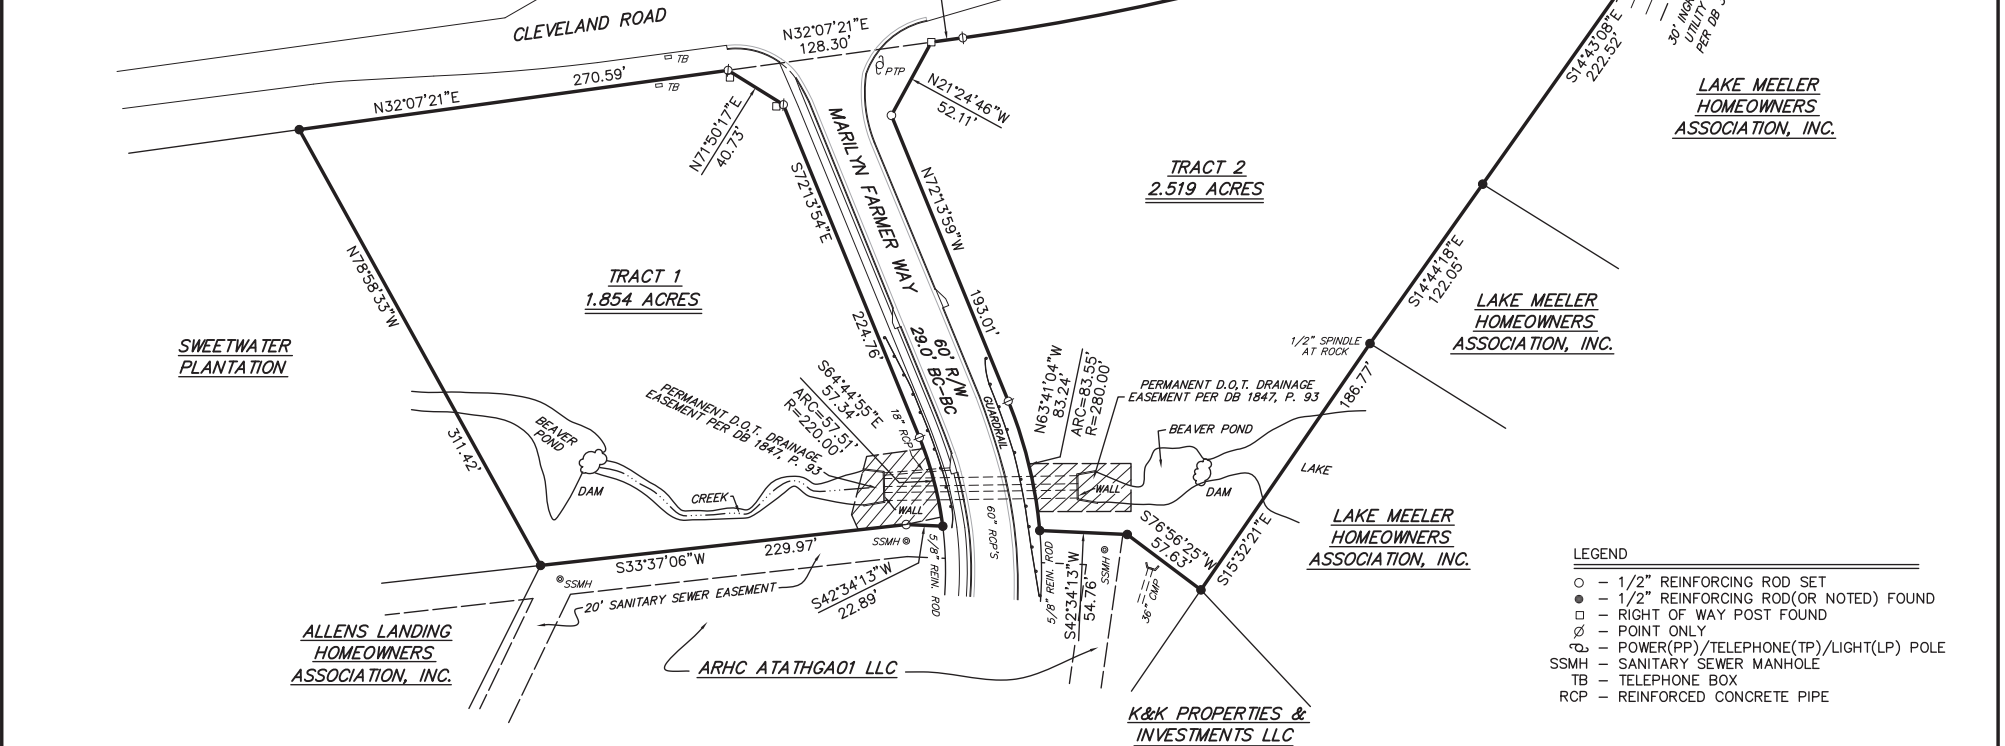 CLEVELAND ROAD
N32°07'21"E
128.30'
TB
TB
270.59'
N32°07'21"E
PTP
N21°24'46"W
52.11'
N71°50'17"E
40.73'
S14°43'08"E
222.52'
PER DB
LAKE MEELER
HOMEOWNERS
ASSOCIATION, INC.
MARILYN FARMER WAY
S72°13'54"E
224.76'
N72°13'59"W
193.01'
TRACT 2
2.519 ACRES
TRACT 1
1.854 ACRES
N78°58'33"W
311.42'
SWEETWATER
PLANTATION
60' R/W
29.0' BC-BC
S14°44'18"E
122.05'
LAKE MEELER
HOMEOWNERS
ASSOCIATION, INC.
1/2" SPINDLE
AT ROCK
186.77'
S15°32'21"E
S64°44'55"E
57.34'
ARC=57.51'
R=220.00'
PERMANENT D.O.T. DRAINAGE
EASEMENT PER DB 1847, P. 93
18" RCP
GUARDRAIL
N63°41'04"W
83.24'
ARC=83.55'
R=280.00'
PERMANENT D.O.T. DRAINAGE
EASEMENT PER DB 1847, P. 93
BEAVER
POND
DAM
CREEK
WALL
WALL
BEAVER POND
DAM
LAKE
60" RCP'S
LAKE MEELER
HOMEOWNERS
ASSOCIATION, INC.
S33°37'06"W
229.97'
SSMH
SSMH
20' SANITARY SEWER EASEMENT
S42°34'13"W
22.89'
5/8" REIN. ROD
5/8" REIN. ROD
S42°34'13"W
54.76'
SSMH
36" CMP
S76°56'25"W
57.63'
ALLENS LANDING
HOMEOWNERS
ASSOCIATION, INC.
ARHC ATATHGA01 LLC
K&K PROPERTIES &
INVESTMENTS LLC
LEGEND
– 1/2" REINFORCING ROD SET
– 1/2" REINFORCING ROD(OR NOTED) FOUND
– RIGHT OF WAY POST FOUND
– POINT ONLY
– POWER(PP)/TELEPHONE(TP)/LIGHT(LP) POLE
SSMH – SANITARY SEWER MANHOLE
TB – TELEPHONE BOX
RCP – REINFORCED CONCRETE PIPE